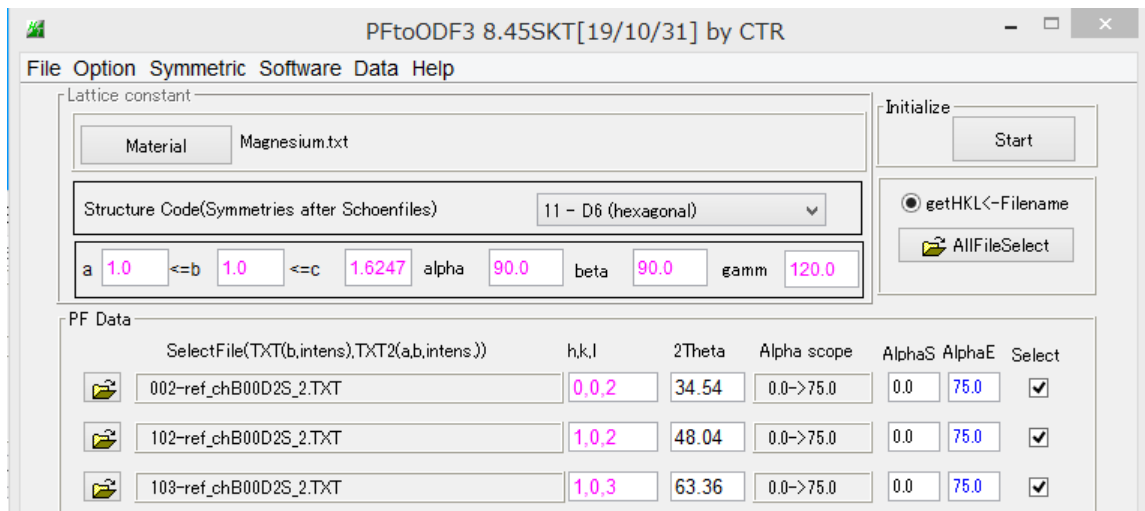 PFtoODF3 8.45SKT[19/10/31] by CTR
File Option Symmetric Software Data Help
Lattice constant
Material Magnesium.txt
Initialize
Start
Structure Code(Symmetries after Schoenfiles) 11 - D6 (hexagonal)
getHKL<-Filename
AllFileSelect
a 1.0 <=b 1.0 <=c 1.6247 alpha 90.0 beta 90.0 gamm 120.0
PF Data
SelectFile(TXT(b,intens),TXT2(a,b,intens.)) h,k,l 2Theta Alpha scope AlphaS AlphaE Select
002-ref_chB00D2S_2.TXT 0,0,2 34.54 0.0->75.0 0.0 75.0
102-ref_chB00D2S_2.TXT 1,0,2 48.04 0.0->75.0 0.0 75.0
103-ref_chB00D2S_2.TXT 1,0,3 63.36 0.0->75.0 0.0 75.0